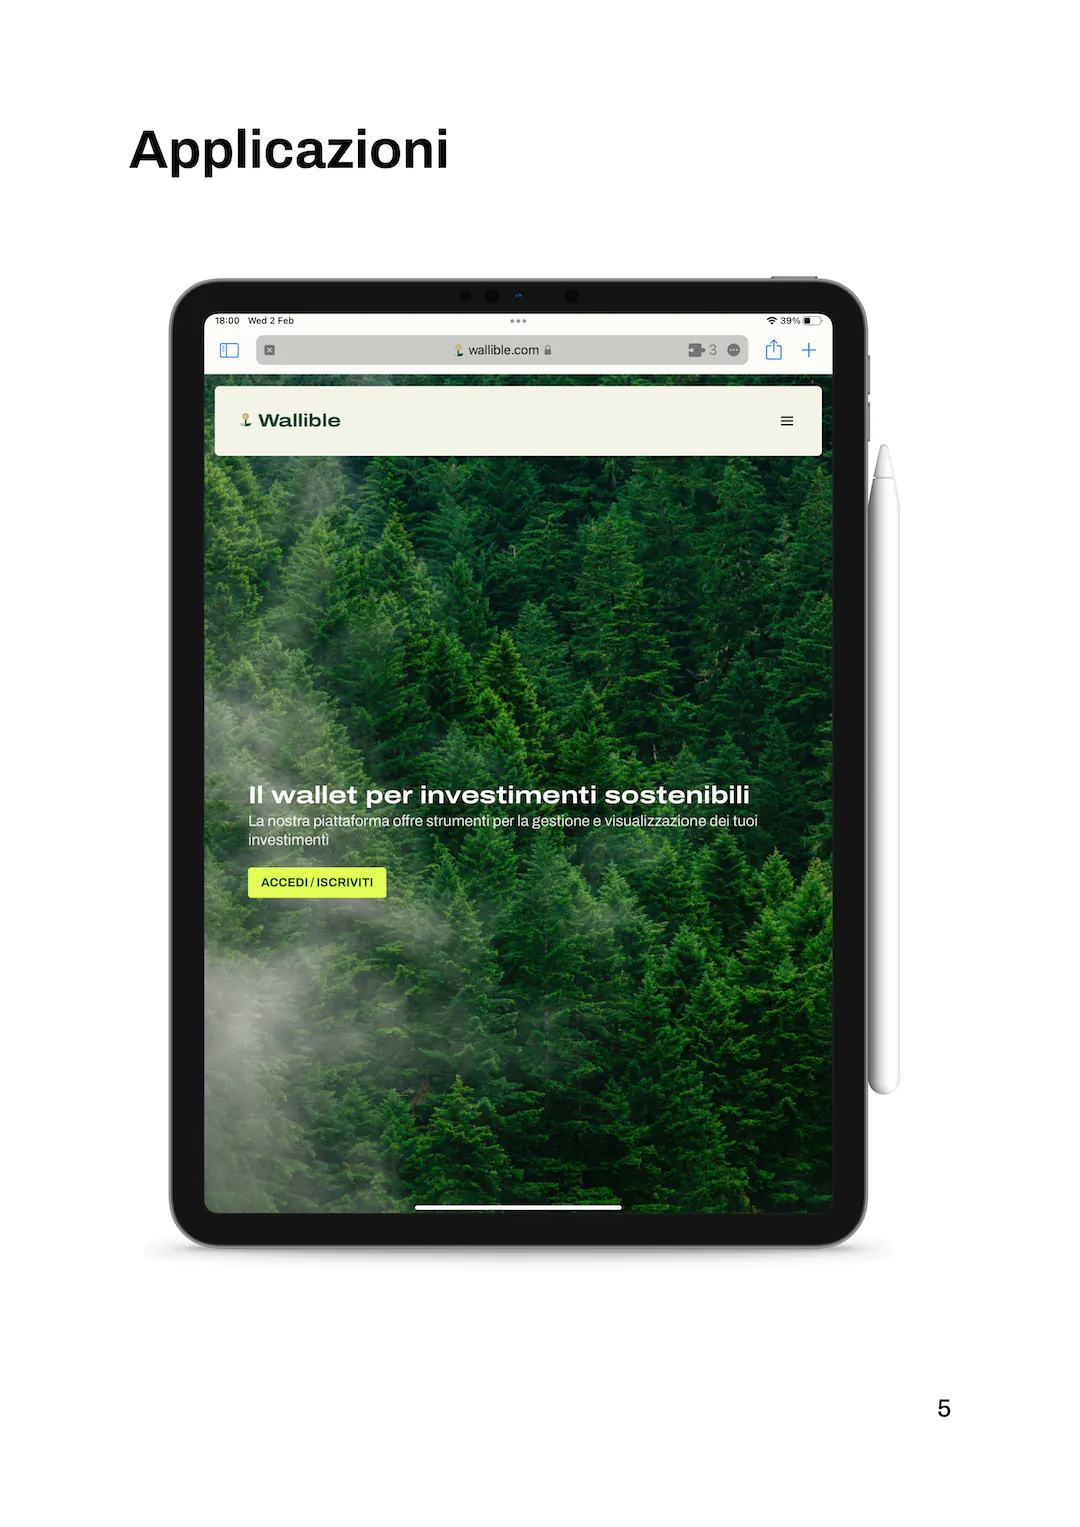 Applicazioni
18:00 Wed 2 Feb
39%
wallible.com
3
Wallible
Il wallet per investimenti sostenibili
La nostra piattaforma offre strumenti per la gestione e visualizzazione dei tuoi
investimenti
ACCEDI / ISCRIVITI
5